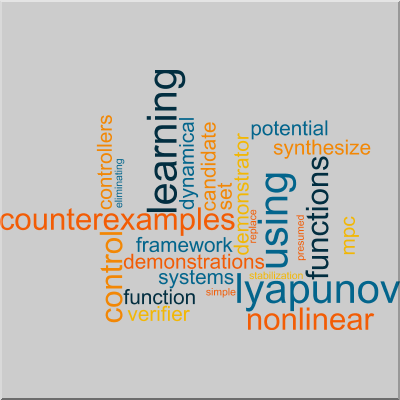 learning
controllers
eliminating
dynamical
candidate
potential
synthesize
demonstrator
set
using
functions
replace
presumed
mpc
counterexamples
control
framework
demonstrations
systems
stabilization
simple
lyapunov
function
verifier
nonlinear